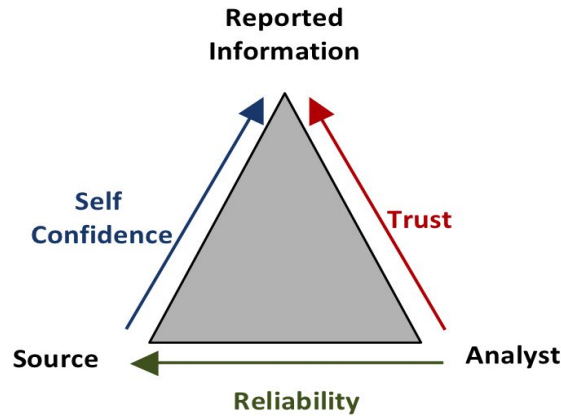 Reported
Information
Self
Confidence
Trust
Source
Analyst
Reliability